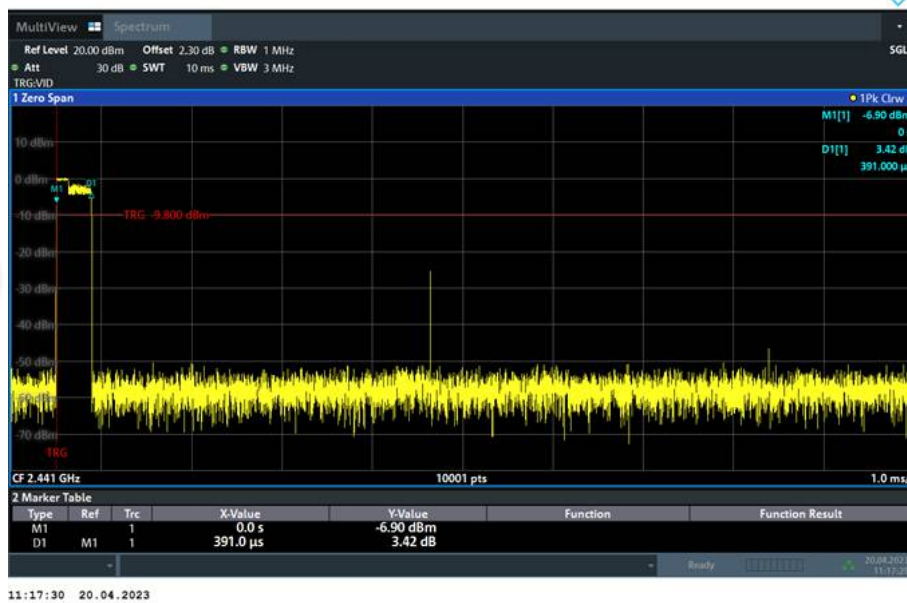 MultiView Spectrum
Ref Level 20.00 dBm Offset 2.30 dB RBW 1 MHz SGL
Att 30 dB SWT 10 ms VBW 3 MHz
TRG:VID
1 Zero Span 1Pk Clrw
M1[1] -6.90 dBm
0
D1[1] 3.42 d
391.000 µ
10 dBm
0 dBm
M1 D1
-10 dBm
TRG -9.800 dBm
-20 dBm
-30 dBm
-40 dBm
-50 dBm
-60 dBm
-70 dBm
TRG
CF 2.441 GHz 10001 pts 1.0 ms/
2 Marker Table
Type Ref Trc X-Value Y-Value Function Function Result
M1 1 0.0 s -6.90 dBm
D1 M1 1 391.0 µs 3.42 dB
Ready 20.04.2023
11:17:30 20.04.2023